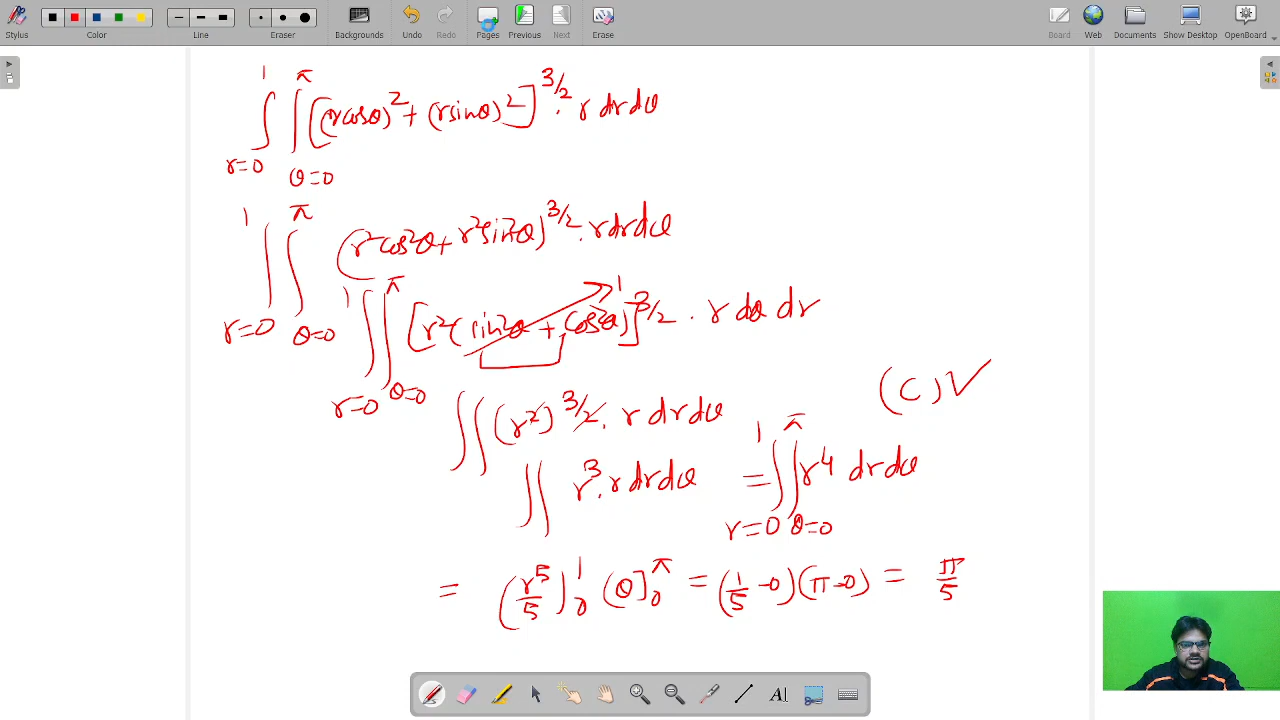 Stylus Color Line Eraser Backgrounds Undo Redo Pages Previous Next Erase Board Web Documents Show Desktop OpenBoard
∫_{r=0}^{1} ∫_{θ=0}^{π} [(rcosθ)² + (rsinθ)²]^{3/2} · r dr dθ
∫_{r=0}^{1} ∫_{θ=0}^{π} (r²cos²θ + r²sin²θ)^{3/2} · r dr dθ
∫_{r=0}^{1} ∫_{θ=0}^{π} [r²(sin²θ + cos²θ)]^{3/2} · r dθ dr
1
(C) ✓
∫∫ (r²)^{3/2} · r dr dθ
∫∫ r³ · r dr dθ = ∫_{r=0}^{1} ∫_{θ=0}^{π} r⁴ dr dθ
= (r⁵/5)₀¹ (θ]₀^π = (1/5 - 0)(π - 0) = π/5
AI